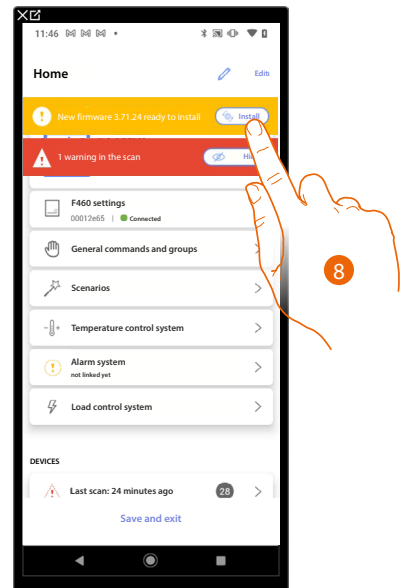 11:46
Home
Edit
New firmware 3.71.24 ready to install
Install
1 warning in the scan
Hi
F460 settings
00012e65 | Connected
General commands and groups
Scenarios
Temperature control system
Alarm system
not linked yet
Load control system
DEVICES
Last scan: 24 minutes ago
28
Save and exit
8